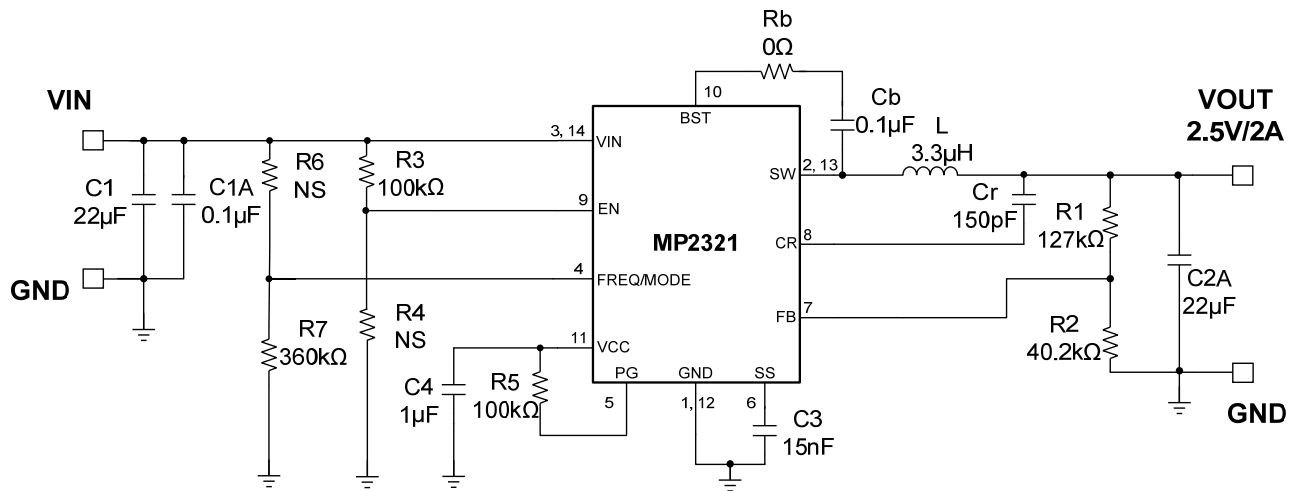 Rb
0Ω
VIN
10
BST
Cb
0.1µF
L
3.3µH
VOUT
2.5V/2A
3, 14
VIN
R6
NS
R3
100kΩ
C1
22µF
C1A
0.1µF
SW
2, 13
9
EN
MP2321
Cr
150pF
R1
127kΩ
CR
8
GND
4
FREQ/MODE
C2A
22µF
R7
360kΩ
R4
NS
FB
7
R2
40.2kΩ
11
VCC
C4
1µF
R5
100kΩ
PG
GND
SS
5
1, 12
6
C3
15nF
GND